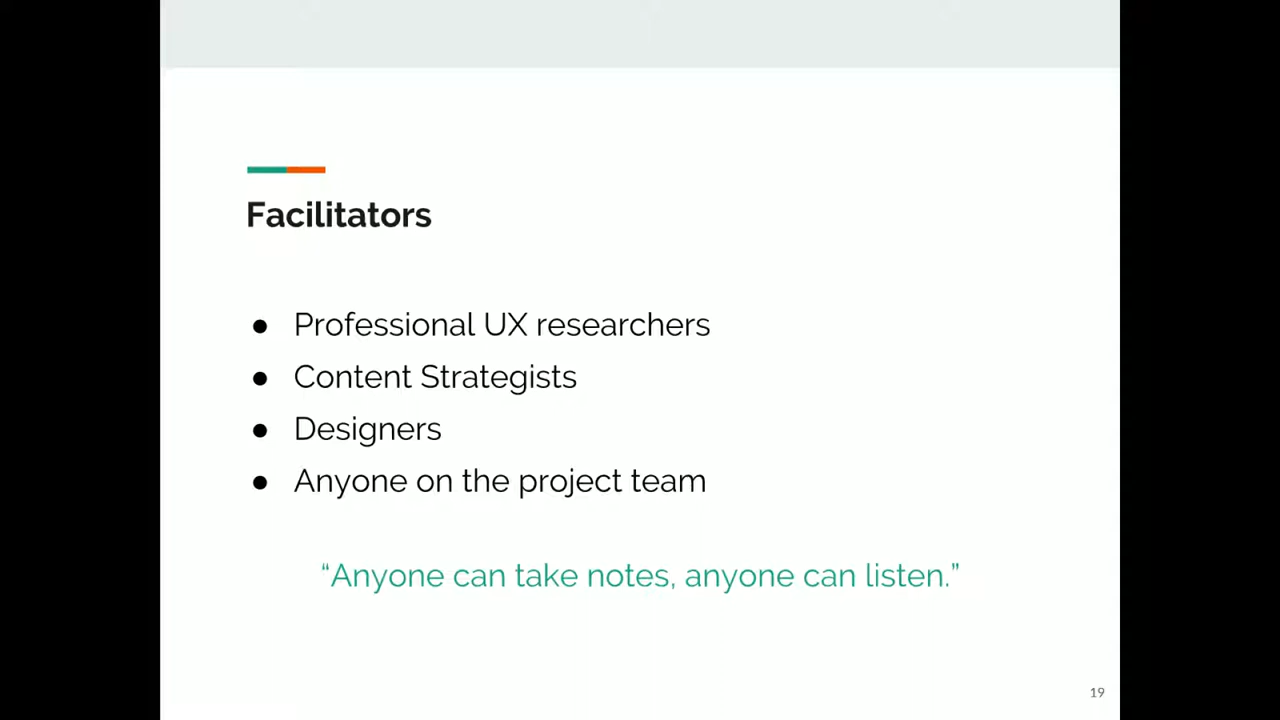 Facilitators
● Professional UX researchers
● Content Strategists
● Designers
● Anyone on the project team
“Anyone can take notes, anyone can listen.”
19